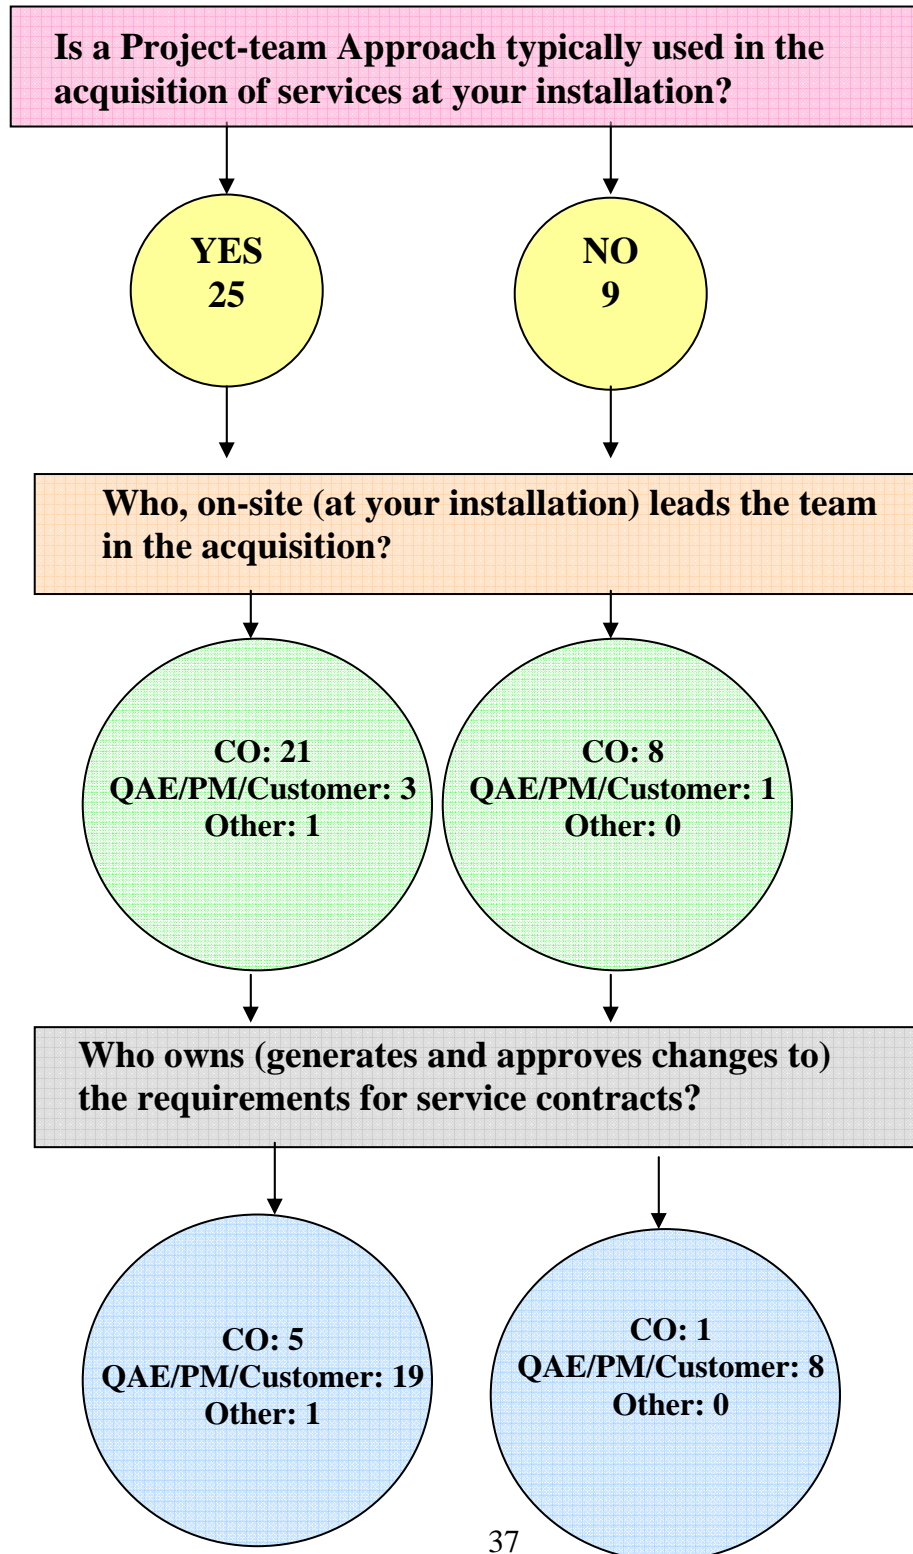 Is a Project-team Approach typically used in the
acquisition of services at your installation?
YES
25
NO
9
Who, on-site (at your installation) leads the team
in the acquisition?
CO: 21
QAE/PM/Customer: 3
Other: 1
CO: 8
QAE/PM/Customer: 1
Other: 0
Who owns (generates and approves changes to)
the requirements for service contracts?
CO: 5
QAE/PM/Customer: 19
Other: 1
CO: 1
QAE/PM/Customer: 8
Other: 0
37